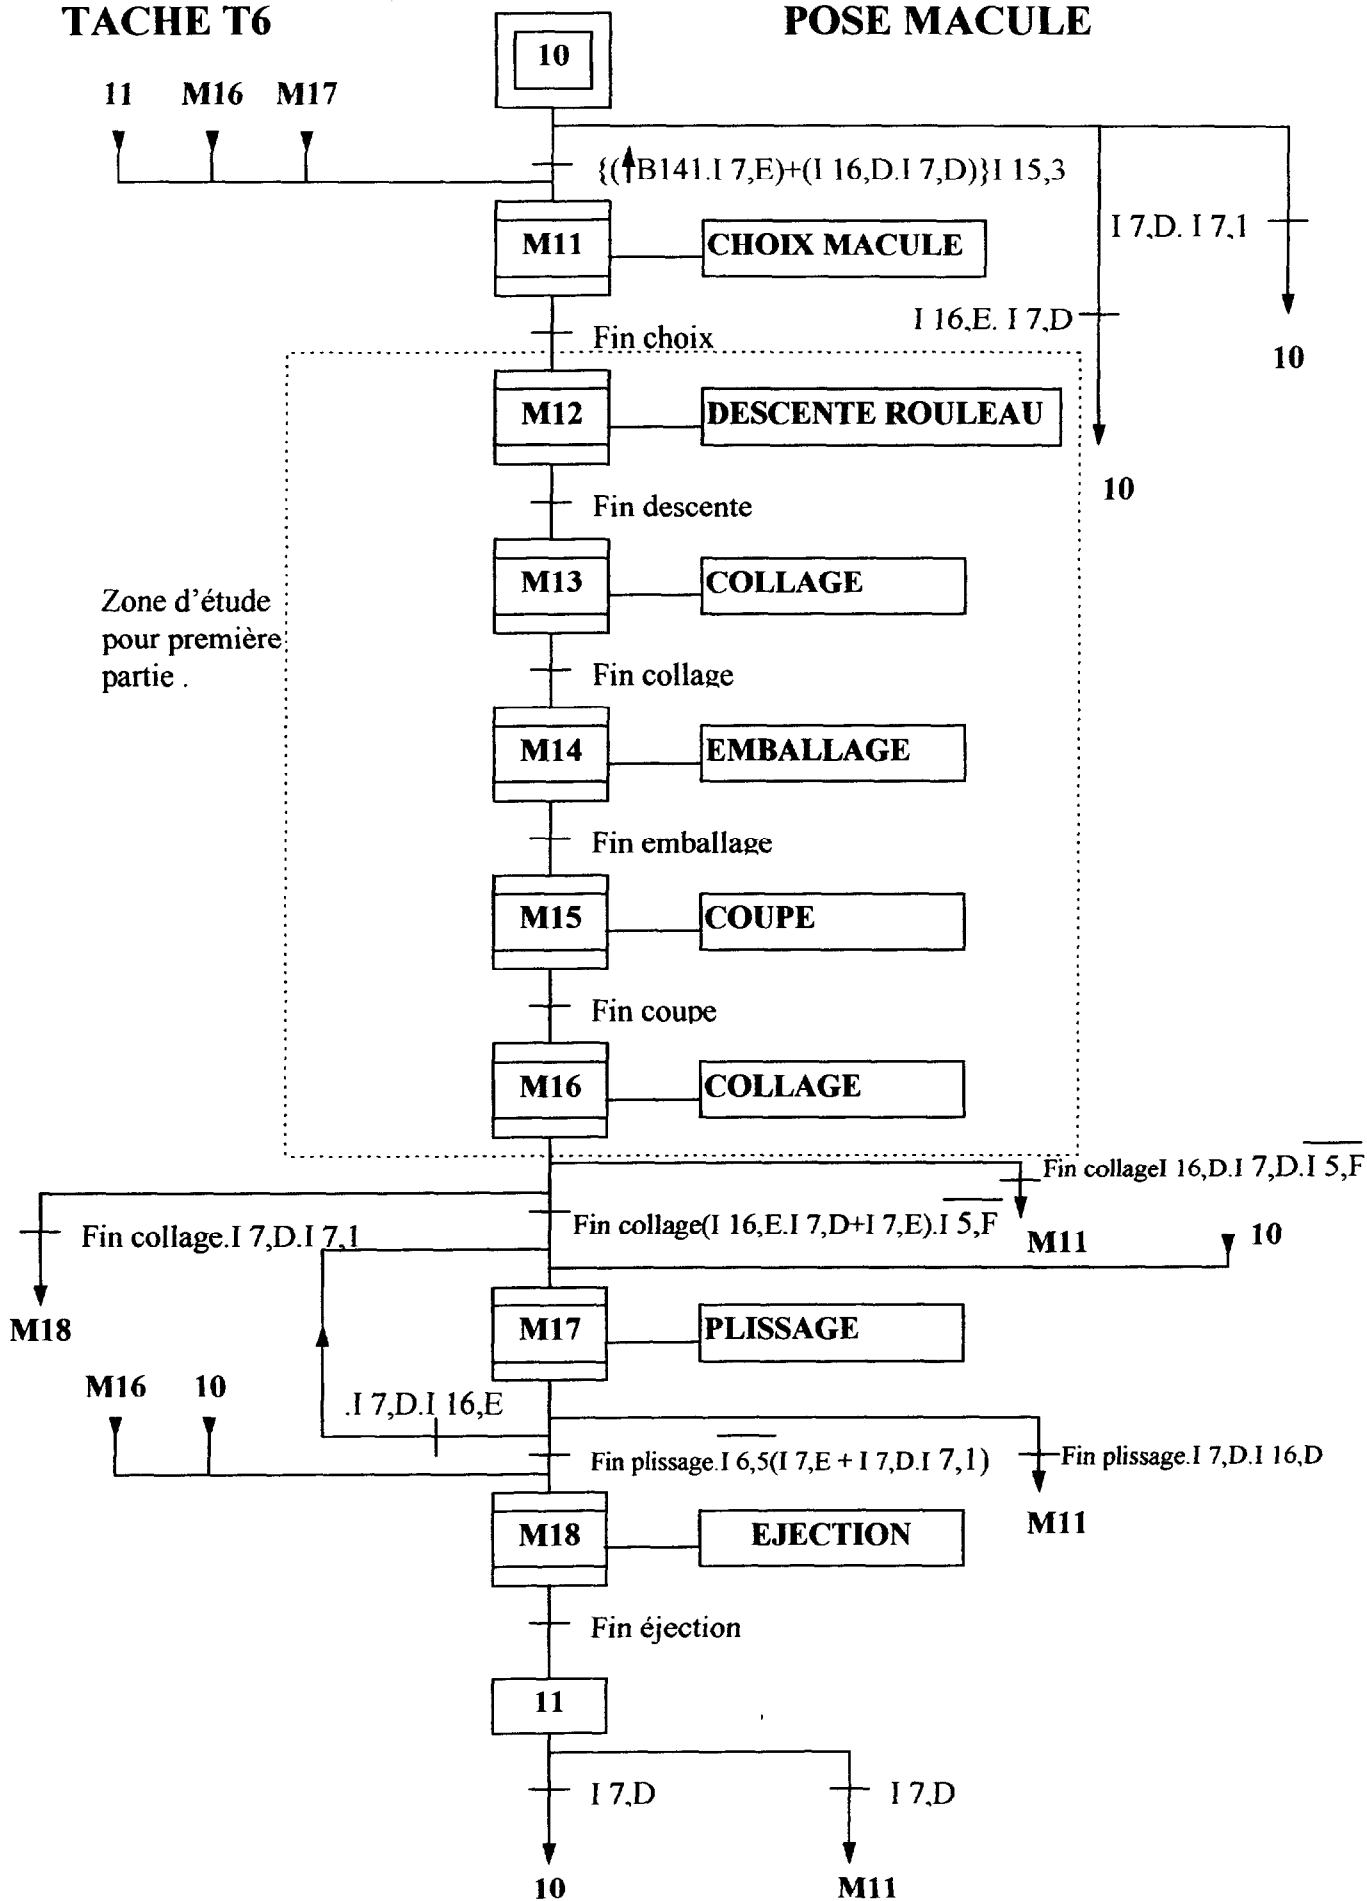 TACHE T6
POSE MACULE
10
11 M16 M17
{(↑B141.I 7,E)+(I 16,D.I 7,D)}I 15,3
M11
CHOIX MACULE
I 7,D. I 7,1
I 16,E. I 7,D
Fin choix
10
M12
DESCENTE ROULEAU
10
Fin descente
M13
COLLAGE
Zone d'étude
pour première
partie .
Fin collage
M14
EMBALLAGE
Fin emballage
M15
COUPE
Fin coupe
M16
COLLAGE
Fin collageI 16,D.I 7,D.I 5,F
Fin collage.I 7,D.I 7,1
Fin collage(I 16,E.I 7,D+I 7,E).I 5,F
M11
10
M18
M17
PLISSAGE
M16 10
.I 7,D.I 16,E
Fin plissage.I 6,5(I 7,E + I 7,D.I 7,1)
Fin plissage.I 7,D.I 16,D
M11
M18
EJECTION
Fin éjection
11
I 7,D
I 7,D
10
M11